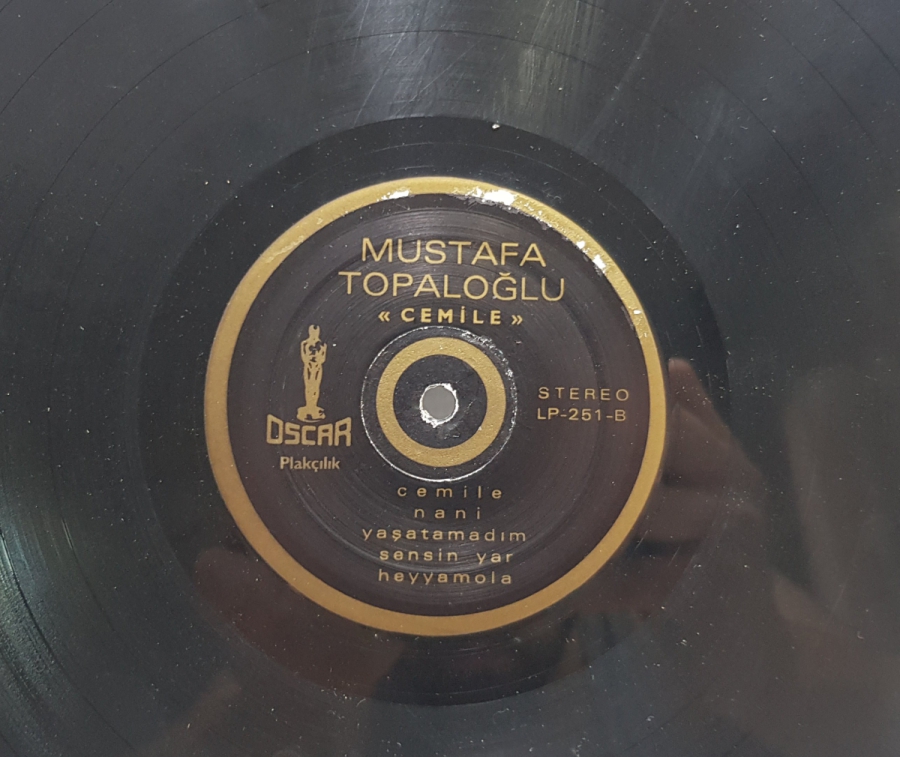 MUSTAFA
TOPALOĞLU
« CEMİLE »
STEREO
LP-251-B
OSCAR
Plakçılık
cemile
nani
yaşatamadım
sensin yar
heyyamola